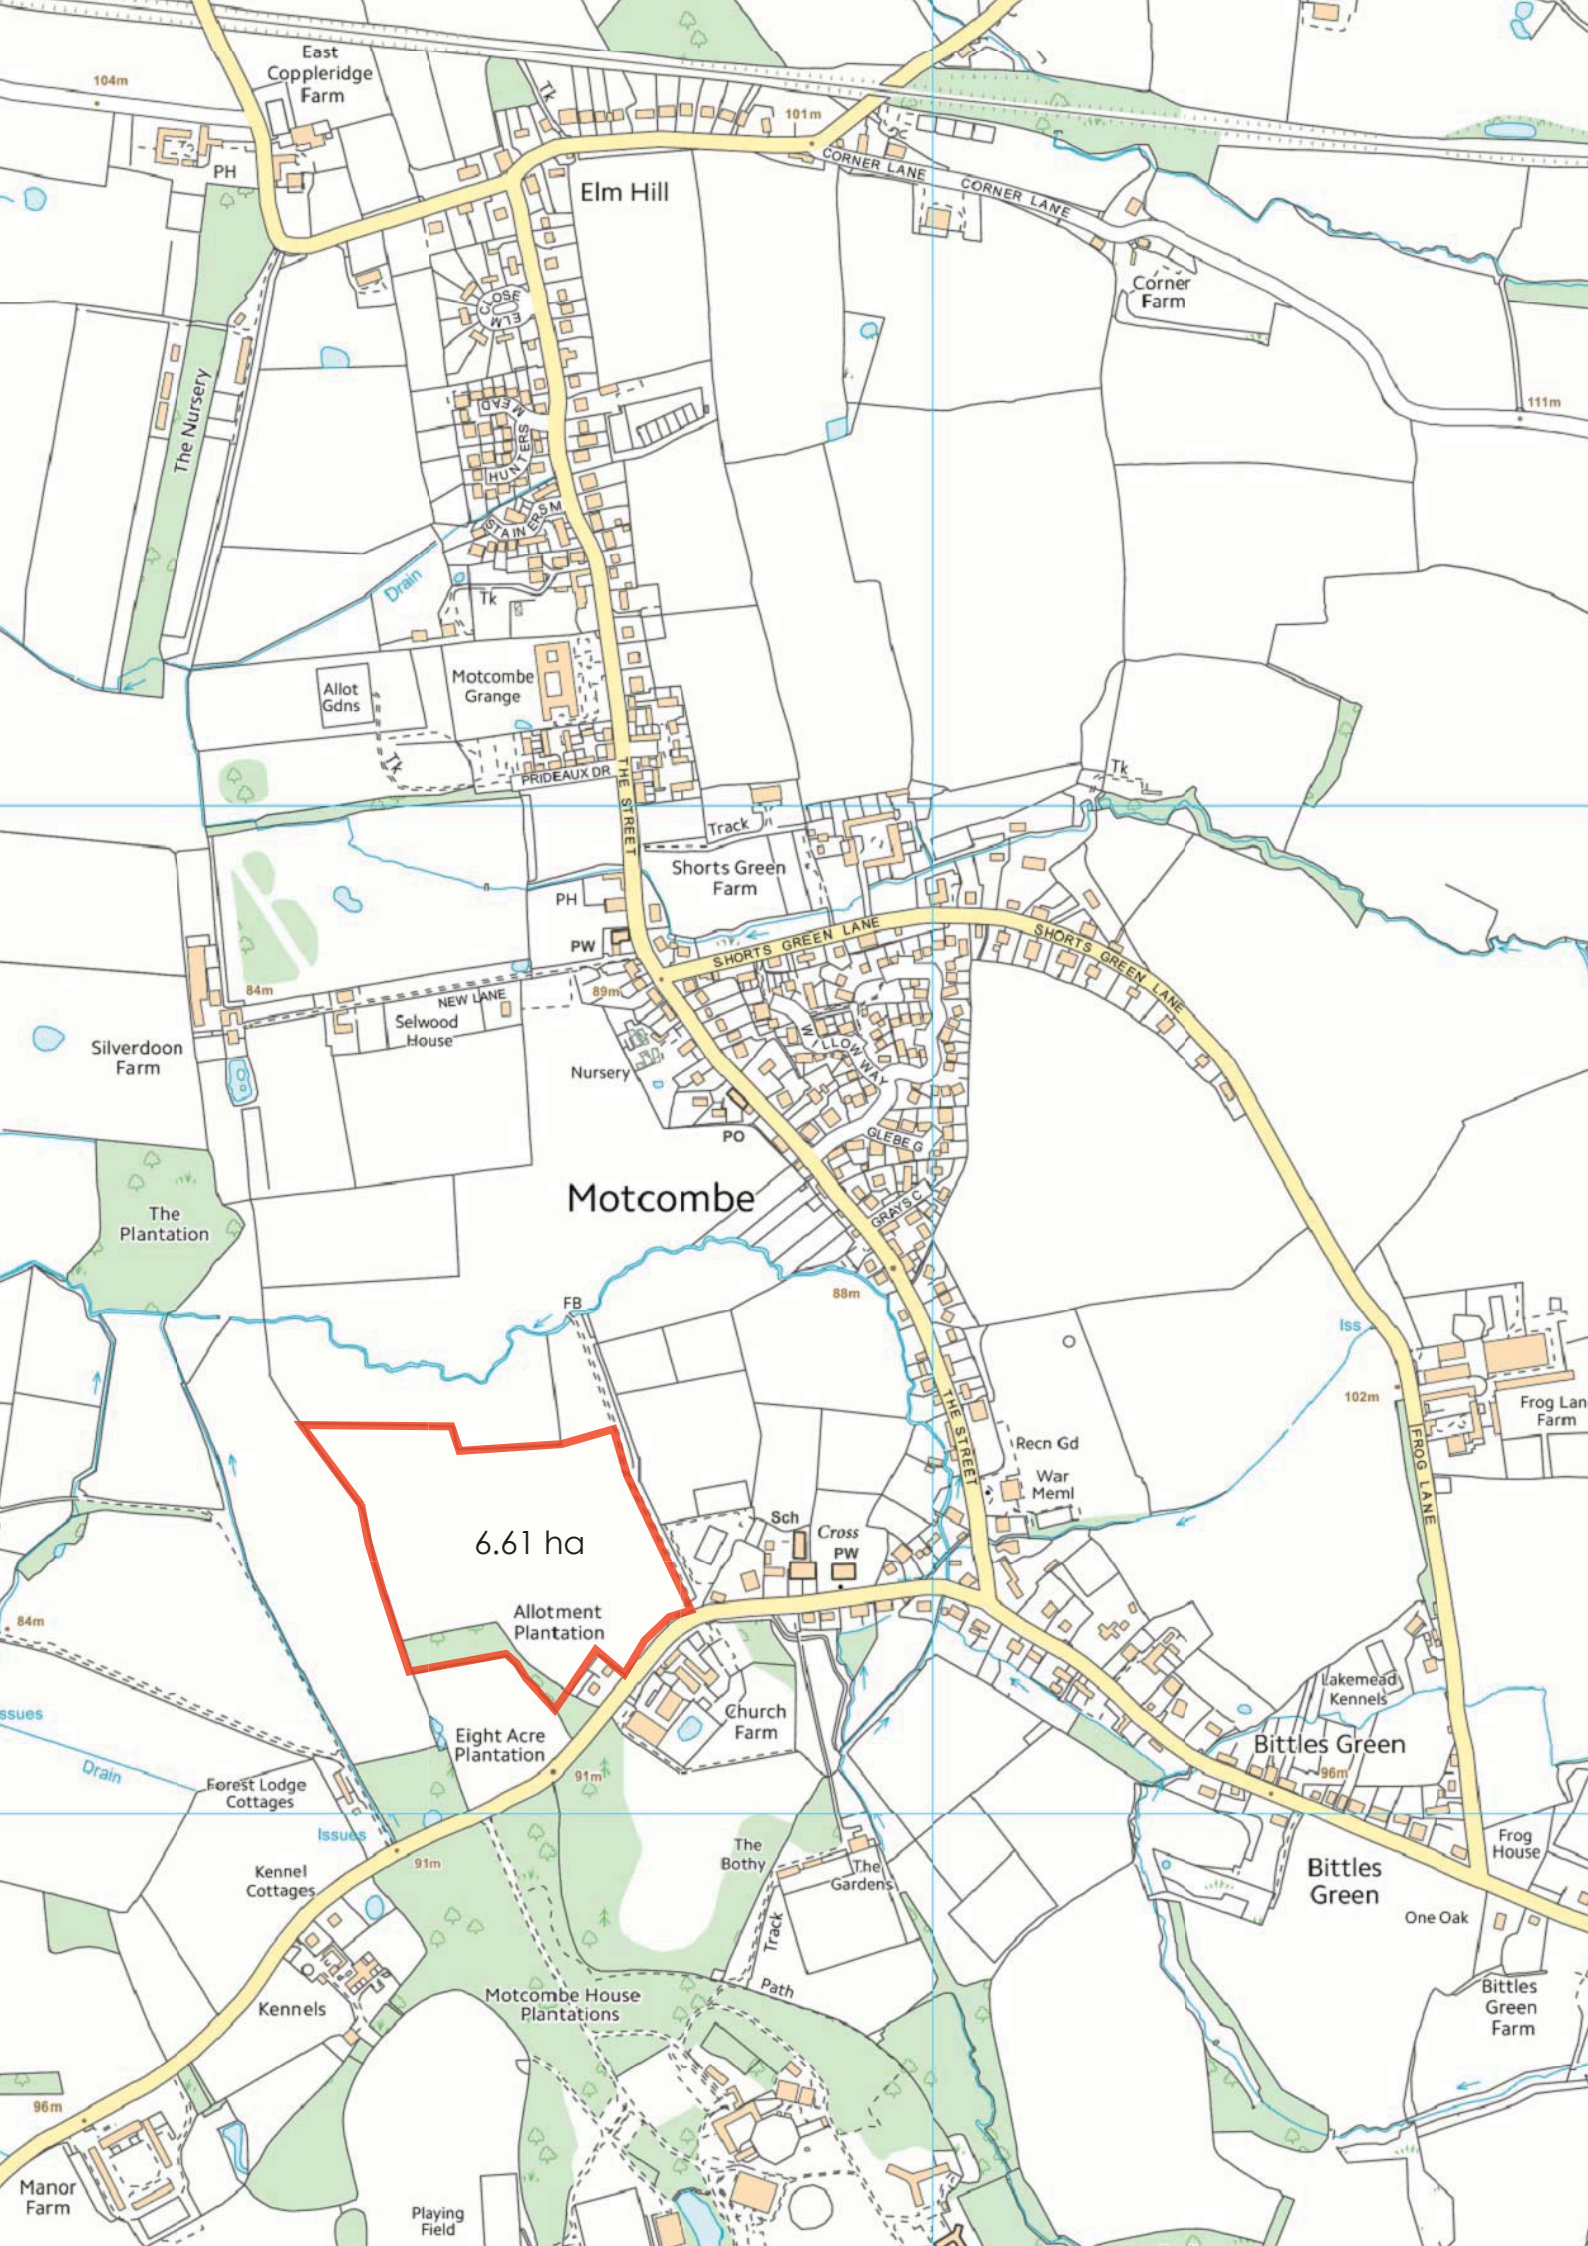 East
Coppleridge
Farm
104m
Tk
PH
101m
CORNER LANE
CORNER LANE
Elm Hill
Corner
Farm
CLOSE
ELM
The Nursery
111m
MEAD
HUNTERS
STAINERS M
Drain
Tk
Allot
Gdns
Motcombe
Grange
Tk
PRIDEAUX DR
THE STREET
Tk
Track
Shorts Green
Farm
PH
PW
SHORTS GREEN LANE
SHORTS GREEN LANE
84m
NEW LANE
89m
Selwood
House
Silverdoon
Farm
Nursery
WILLOW WAY
PO
GLEBE G
The
Plantation
Motcombe
GRAYS C
FB
88m
Iss
102m
THE STREET
Frog Lan
Farm
FROG LANE
Recn Gd
War
Meml
6.61 ha
Sch
Cross
PW
Allotment
Plantation
84m
Church
Farm
Lakemead
Kennels
Eight Acre
Plantation
Bittles Green
96m
ssues
Drain
91m
Forest Lodge
Cottages
Issues
91m
Kennel
Cottages
The
Bothy
The
Gardens
Frog
House
Bittles
Green
One Oak
Track
Path
Motcombe House
Plantations
Kennels
Bittles
Green
Farm
96m
Manor
Farm
Playing
Field